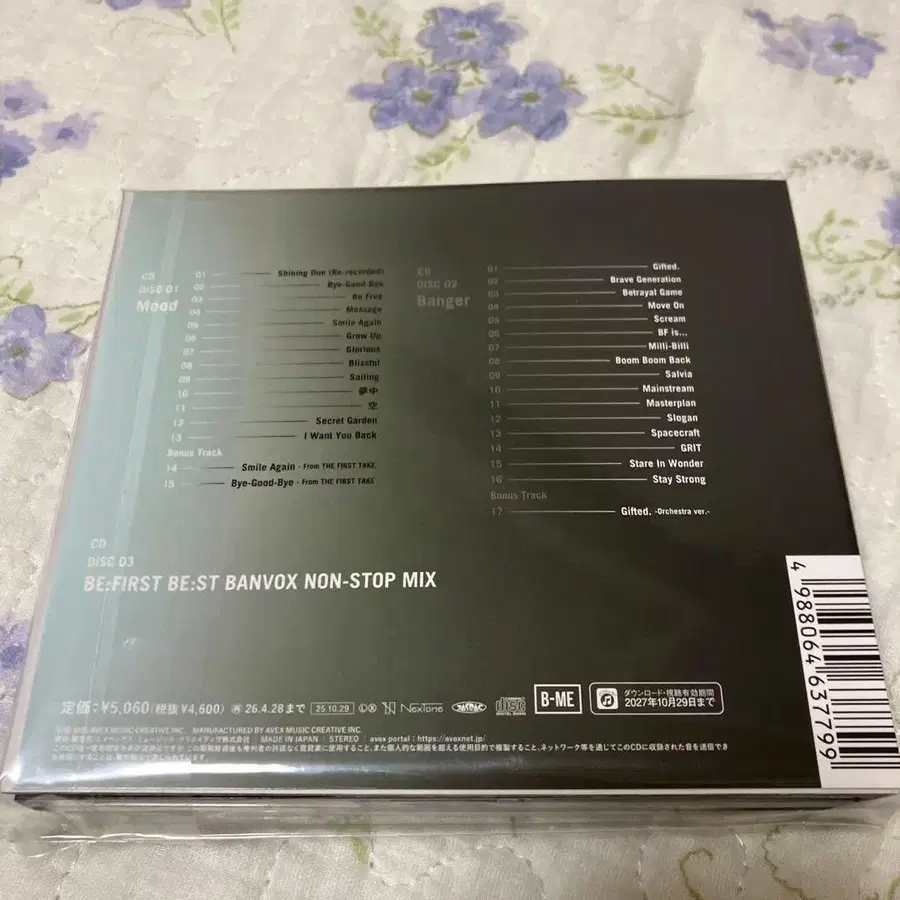 CD
DISC 01
Mood
01 Shining One (Re-recorded)
02 Bye-Good-Bye
03 Be Free
04 Message
05 Smile Again
06 Grow Up
07 Glorious
08 Blissful
09 Sailing
10 夢中
11 空
12 Secret Garden
13 I Want You Back
Bonus Track
14 Smile Again - From THE FIRST TAKE
15 Bye-Good-Bye - From THE FIRST TAKE
CD
DISC 02
Banger
01 Gifted.
02 Brave Generation
03 Betrayal Game
04 Move On
05 Scream
06 BF is...
07 Milli-Billi
08 Boom Boom Back
09 Salvia
10 Mainstream
11 Masterplan
12 Slogan
13 Spacecraft
14 GRIT
15 Stare In Wonder
16 Stay Strong
Bonus Track
17 Gifted. -Orchestra ver.-
CD
DISC 03
BE:FIRST BE:ST BANVOX NON-STOP MIX
定価:¥5,060(税抜 ¥4,600) 再 26.4.28まで 25.10.29 NexTone JASRAC B-ME ダウンロード・視聴有効期間
2027年10月29日まで
AVEX MUSIC CREATIVE INC. MANUFACTURED BY AVEX MUSIC CREATIVE INC.
MADE IN JAPAN STEREO avex portal : https://avexnet.jp/
4 988064 637799